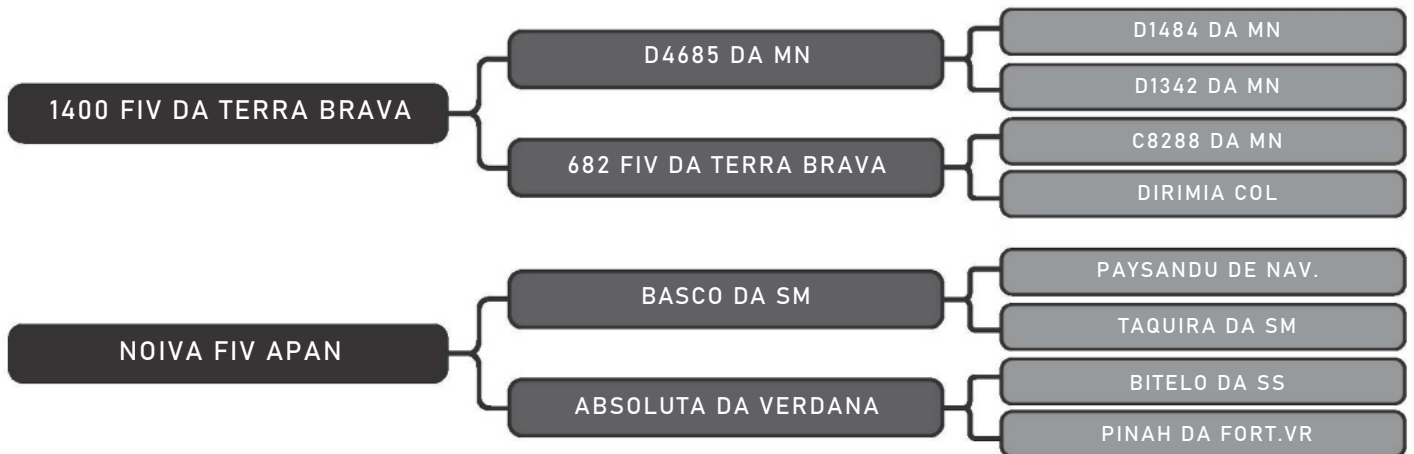 D1484 DA MN
D4685 DA MN
D1342 DA MN
1400 FIV DA TERRA BRAVA
C8288 DA MN
682 FIV DA TERRA BRAVA
DIRIMIA COL
PAYSANDU DE NAV.
BASCO DA SM
TAQUIRA DA SM
NOIVA FIV APAN
BITELO DA SS
ABSOLUTA DA VERDANA
PINAH DA FORT.VR